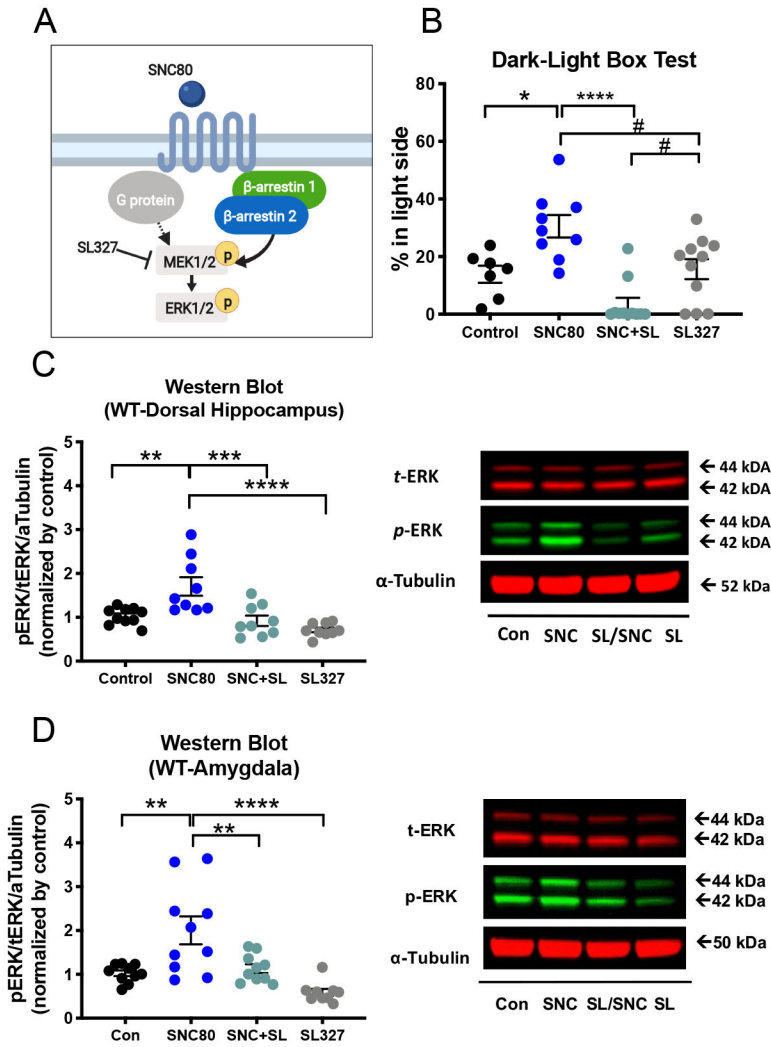 A
SNC80
G protein
β-arrestin 1
β-arrestin 2
SL327
MEK1/2
p
ERK1/2
p
B
Dark-Light Box Test
% in light side
80
60
40
20
0
*
****
#
#
Control
SNC80
SNC+SL
SL327
C
Western Blot
(WT-Dorsal Hippocampus)
pERK/tERK/aTubulin
(normalized by control)
5
4
3
2
1
0
**
***
****
Control
SNC80
SNC+SL
SL327
t-ERK
←44 kDA
←42 kDA
p-ERK
←44 kDA
←42 kDA
α-Tubulin
←52 kDA
Con
SNC
SL/SNC
SL
D
Western Blot
(WT-Amygdala)
pERK/tERK/aTubulin
(normalized by control)
5
4
3
2
1
0
**
****
**
Con
SNC80
SNC+SL
SL327
t-ERK
←44 kDa
←42 kDa
p-ERK
←44 kDa
←42 kDa
α-Tubulin
←50 kDa
Con
SNC
SL/SNC
SL